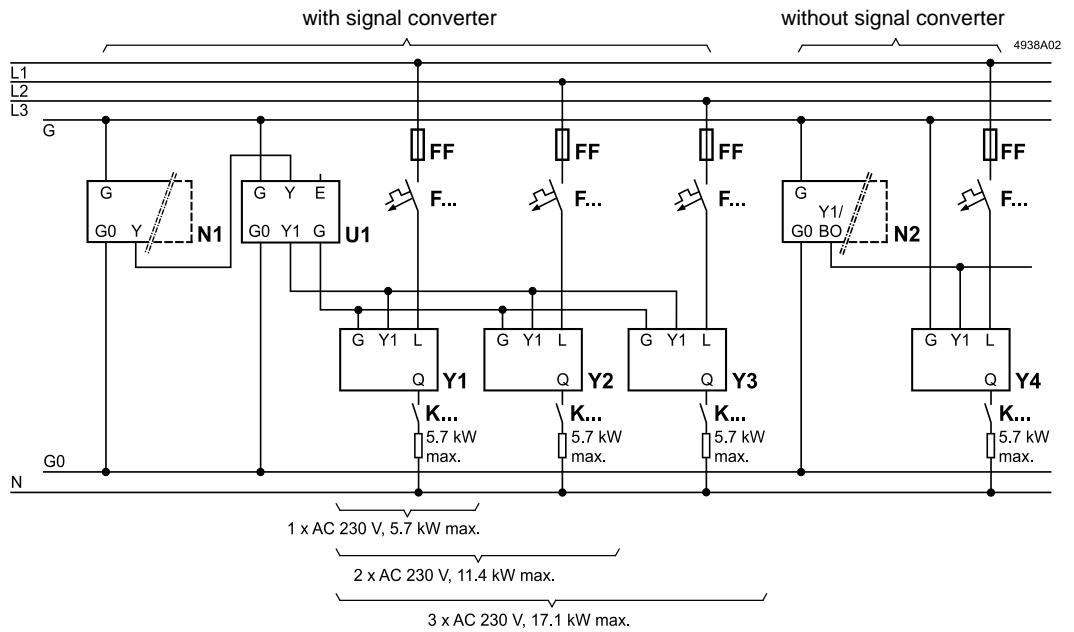 with signal converter
without signal converter
4938A02
L1
L2
L3
G
FF
FF
FF
FF
G
G Y E
F...
F...
F...
G
Y1/
F...
G0 Y
N1
G0 Y1 G
U1
G0 BO
N2
G Y1 L
G Y1 L
G Y1 L
G Y1 L
Q
Y1
Q
Y2
Q
Y3
Q
Y4
K...
K...
K...
K...
5.7 kW
max.
5.7 kW
max.
5.7 kW
max.
5.7 kW
max.
G0
N
1 x AC 230 V, 5.7 kW max.
2 x AC 230 V, 11.4 kW max.
3 x AC 230 V, 17.1 kW max.